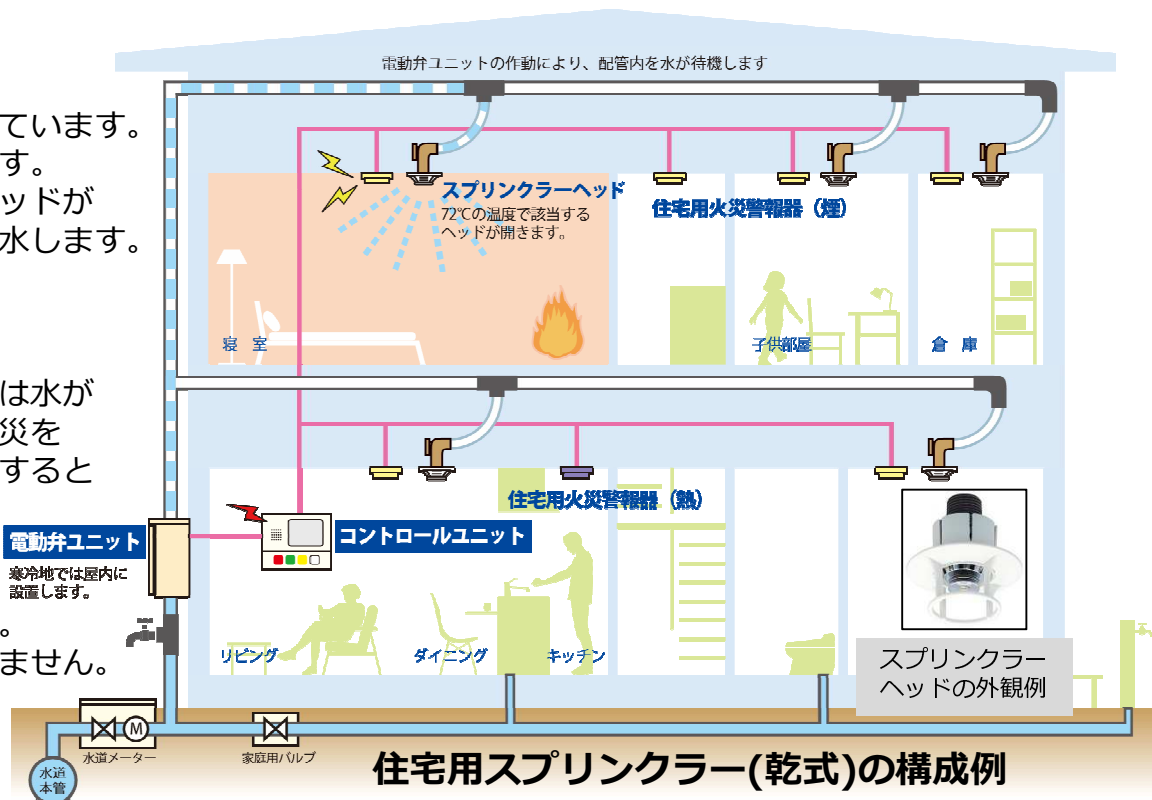 電動弁ユニットの作動により、配管内を水が待機します
ています。
す。
ッドが
水します。
スプリンクラーヘッド
72℃の温度で該当する
ヘッドが開きます。
住宅用火災警報器（煙）
寝 室
子供部屋
倉 庫
は水が
災を
すると
住宅用火災警報器（熱）
電動弁ユニット
寒冷地では屋内に
設置します。
コントロールユニット
。
ません。
リビング
ダイニング
キッチン
スプリンクラー
ヘッドの外観例
M
水道メーター
家庭用バルブ
水道
本管
住宅用スプリンクラー(乾式)の構成例